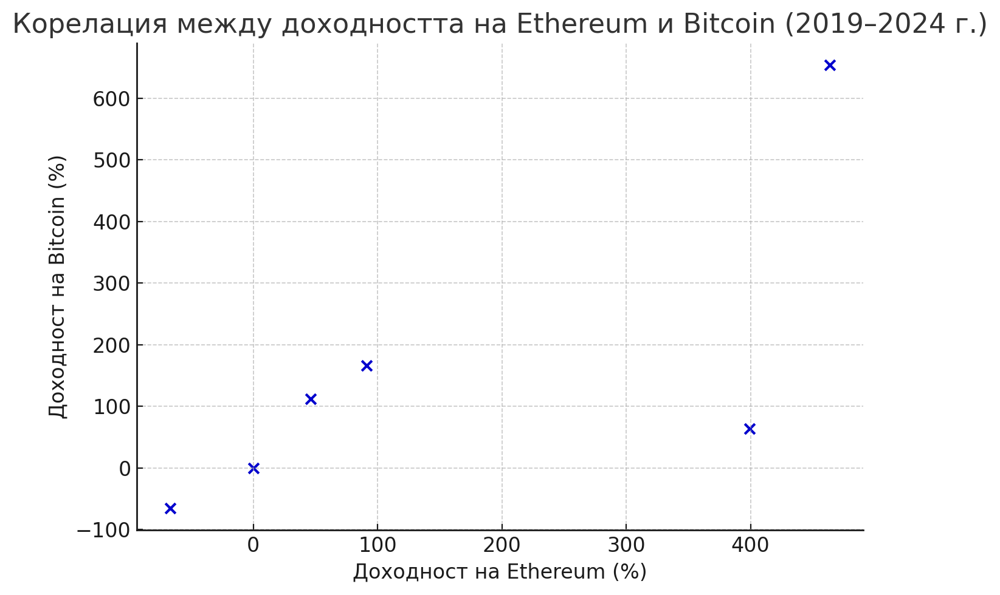 Корелация между доходността на Ethereum и Bitcoin (2019–2024 г.)
Доходност на Bitcoin (%)
600
500
400
300
200
100
0
−100
0 100 200 300 400
Доходност на Ethereum (%)